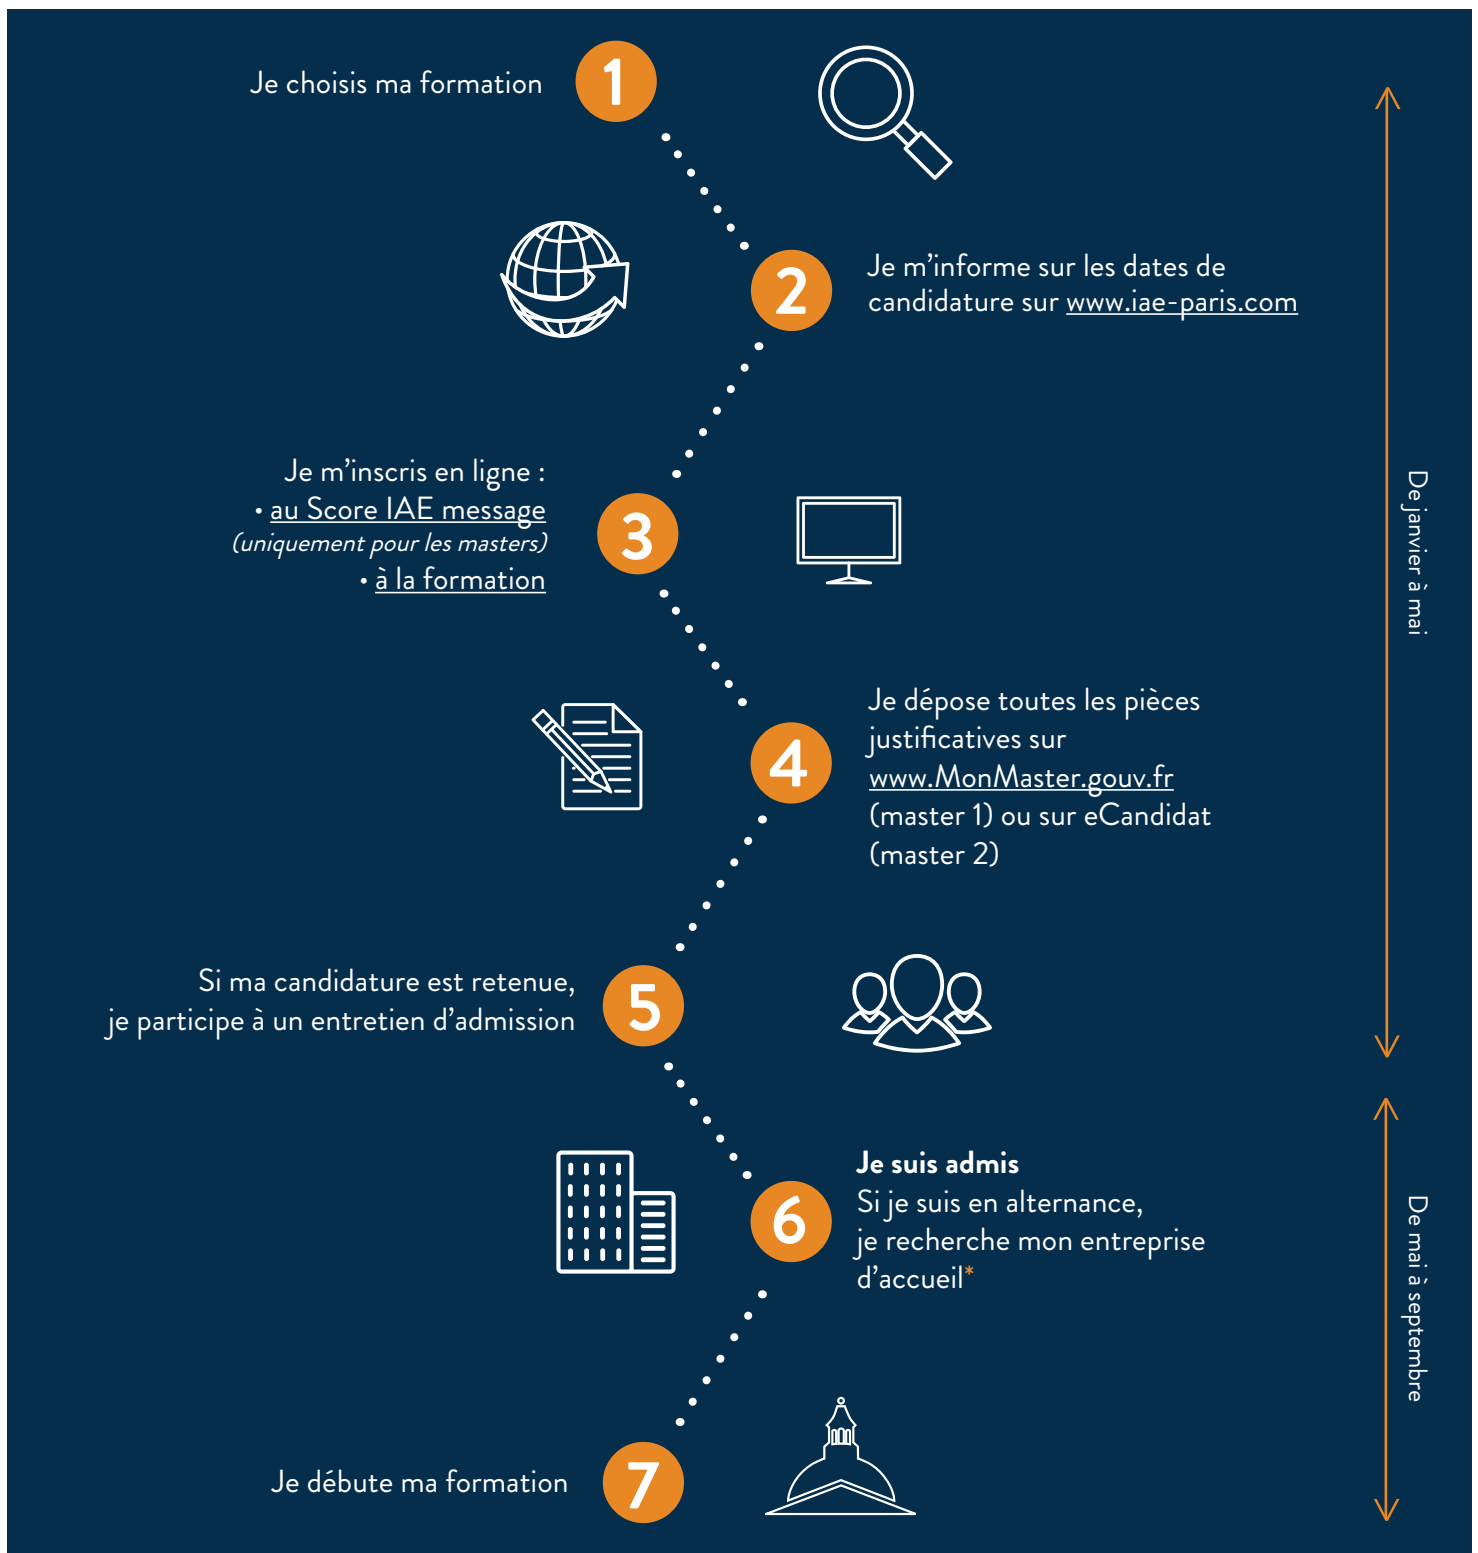 Je choisis ma formation
1
2
Je m’informe sur les dates de
candidature sur www.iae-paris.com
Je m’inscris en ligne :
• au Score IAE message
(uniquement pour les masters)
• à la formation
3
4
Je dépose toutes les pièces
justificatives sur
www.MonMaster.gouv.fr
(master 1) ou sur eCandidat
(master 2)
Si ma candidature est retenue,
je participe à un entretien d’admission
5
6
Je suis admis
Si je suis en alternance,
je recherche mon entreprise
d’accueil*
Je débute ma formation
7
De janvier à mai
De mai à septembre